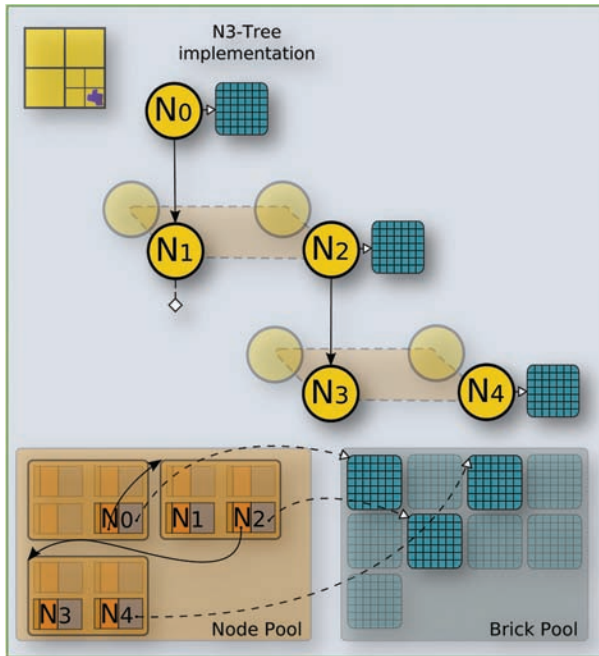 N3-Tree
implementation
N0
N1
N2
N3
N4
N0
N1
N2
N3
N4
Node Pool
Brick Pool